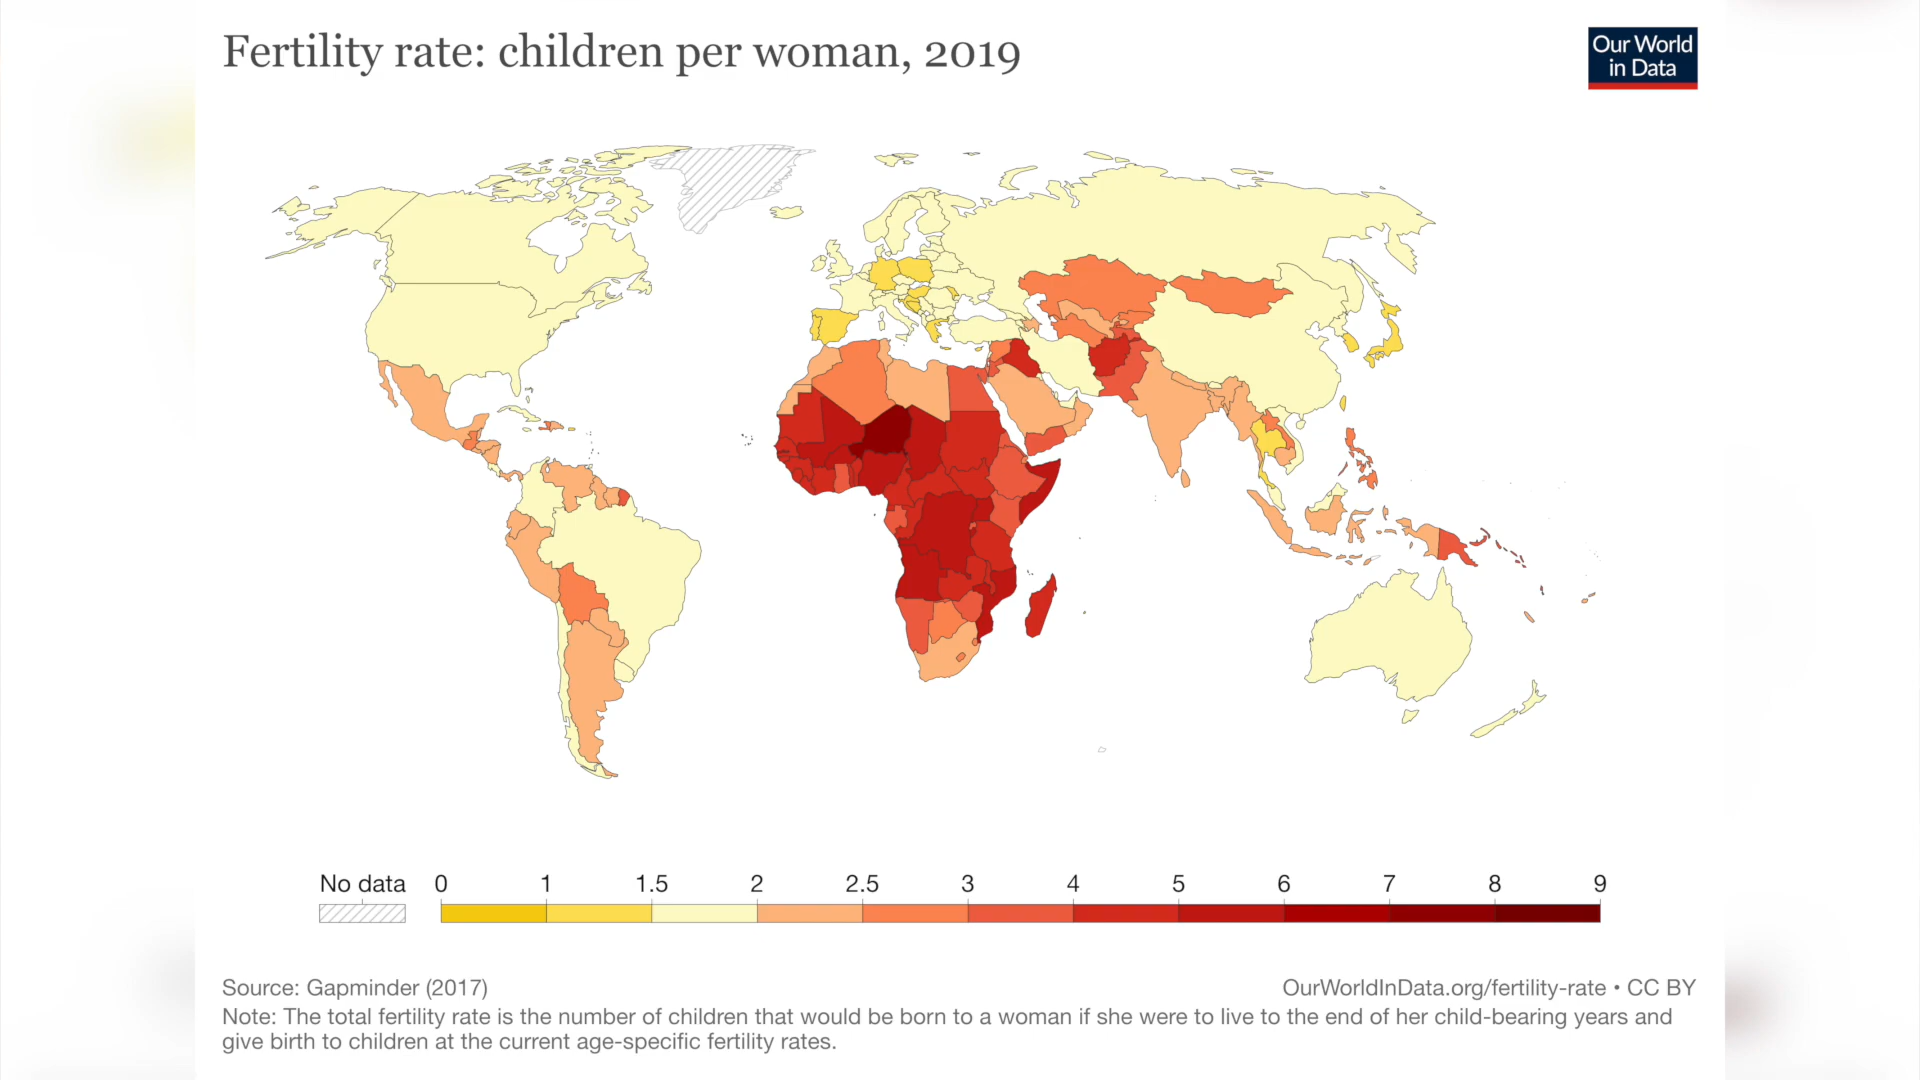 Fertility rate: children per woman, 2019
Our World
in Data
No data 0 1 1.5 2 2.5 3 4 5 6 7 8 9
Source: Gapminder (2017)
OurWorldInData.org/fertility-rate • CC BY
Note: The total fertility rate is the number of children that would be born to a woman if she were to live to the end of her child-bearing years and
give birth to children at the current age-specific fertility rates.